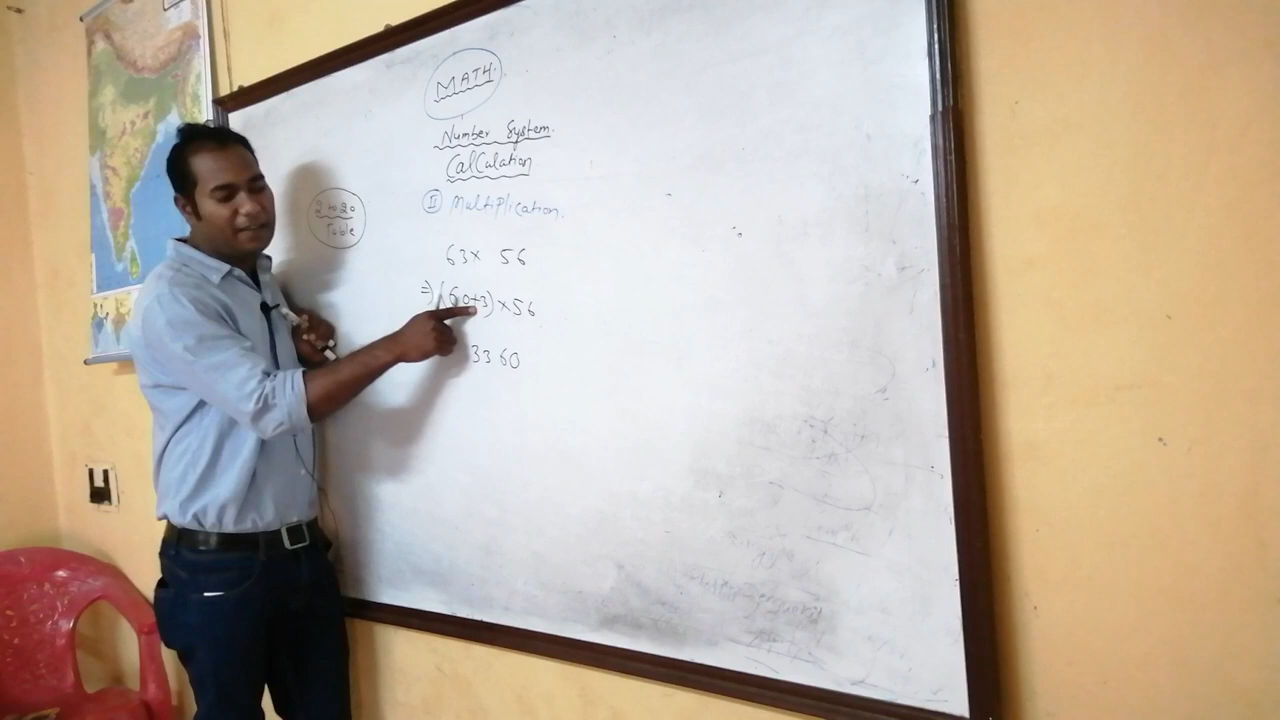 MATH.
Number System.
CalCulation
2 to 20
Table
II Multiplication.
63 x 56
=) (60+3) x 56
3360